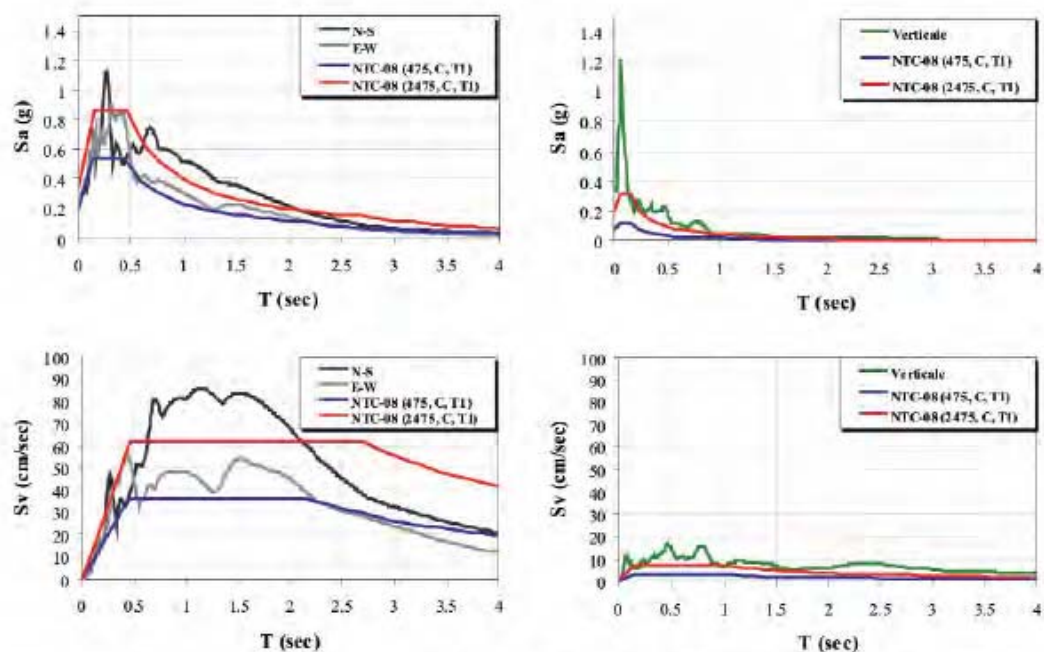 Sa (g)
1.4
1.2
1
0.8
0.6
0.4
0.2
0
N-S
E-W
NTC-08 (475, C, T1)
NTC-08 (2475, C, T1)
0 0.5 1 1.5 2 2.5 3 3.5 4
T (sec)
Sa (g)
1.4
1.2
1
0.8
0.6
0.4
0.2
0
Verticale
NTC-08 (475, C, T1)
NTC-08 (2475, C, T1)
0 0.5 1 1.5 2 2.5 3 3.5 4
T (sec)
Sv (cm/sec)
100
90
80
70
60
50
40
30
20
10
0
N-S
E-W
NTC-08 (475, C, T1)
NTC-08 (2475, C, T1)
0 0.5 1 1.5 2 2.5 3 3.5 4
T (sec)
Sv (cm/sec)
100
90
80
70
60
50
40
30
20
10
0
Verticale
NTC-08 (475, C, T1)
NTC-08 (2475, C, T1)
0 0.5 1 1.5 2 2.5 3 3.5 4
T (sec)